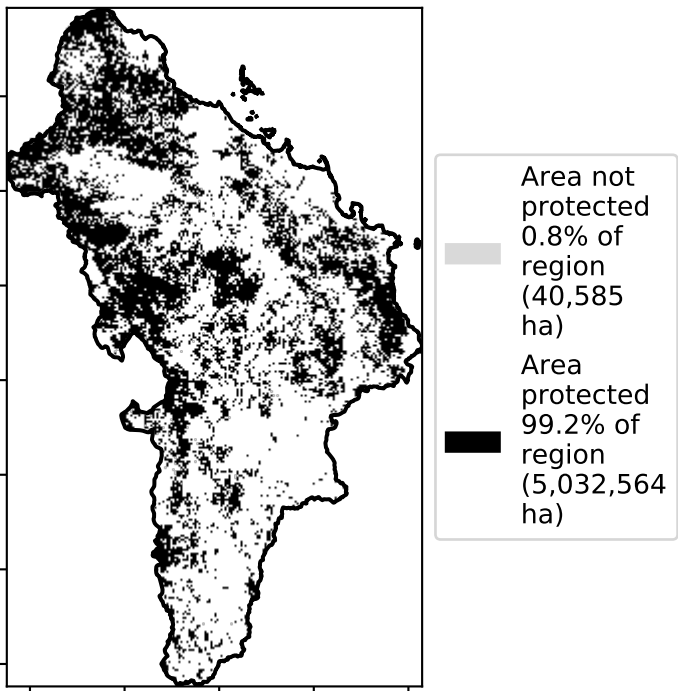 Area not
protected
0.8% of
region
(40,585
ha)
Area
protected
99.2% of
region
(5,032,564
ha)